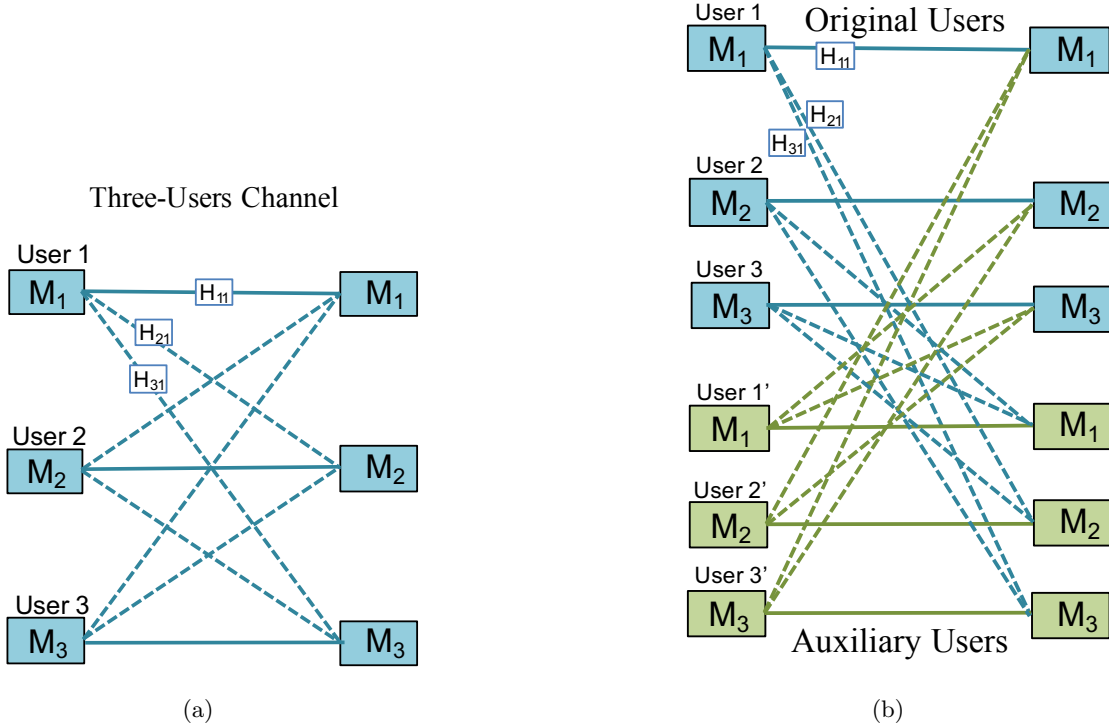 Three-Users Channel
User 1
M₁
H₁₁
M₁
H₂₁
H₃₁
User 2
M₂
M₂
User 3
M₃
M₃
(a)
User 1
Original Users
M₁
H₁₁
M₁
H₂₁
H₃₁
User 2
M₂
M₂
User 3
M₃
M₃
User 1’
M₁
M₁
User 2’
M₂
M₂
User 3’
M₃
M₃
Auxiliary Users
(b)